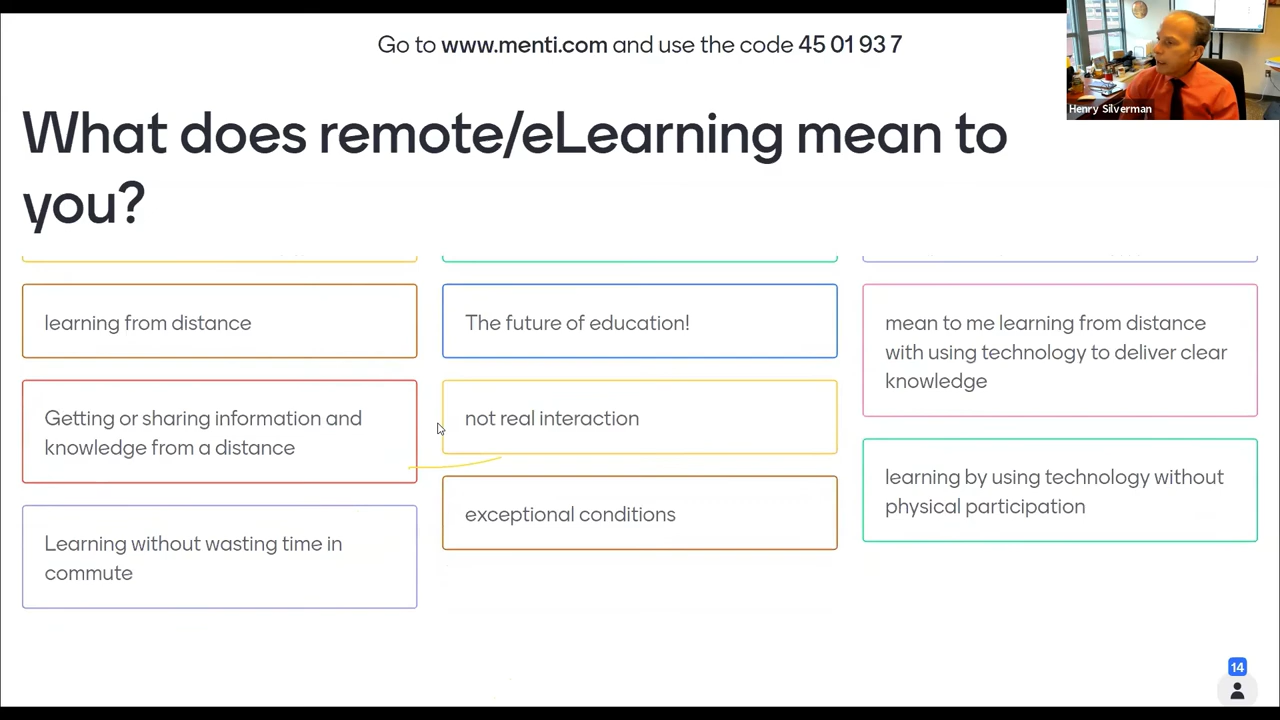 Go to www.menti.com and use the code 45 01 93 7
Henry Silverman
What does remote/eLearning mean to
you?
learning from distance
The future of education!
mean to me learning from distance
with using technology to deliver clear
knowledge
Getting or sharing information and
knowledge from a distance
not real interaction
learning by using technology without
physical participation
exceptional conditions
Learning without wasting time in
commute
14